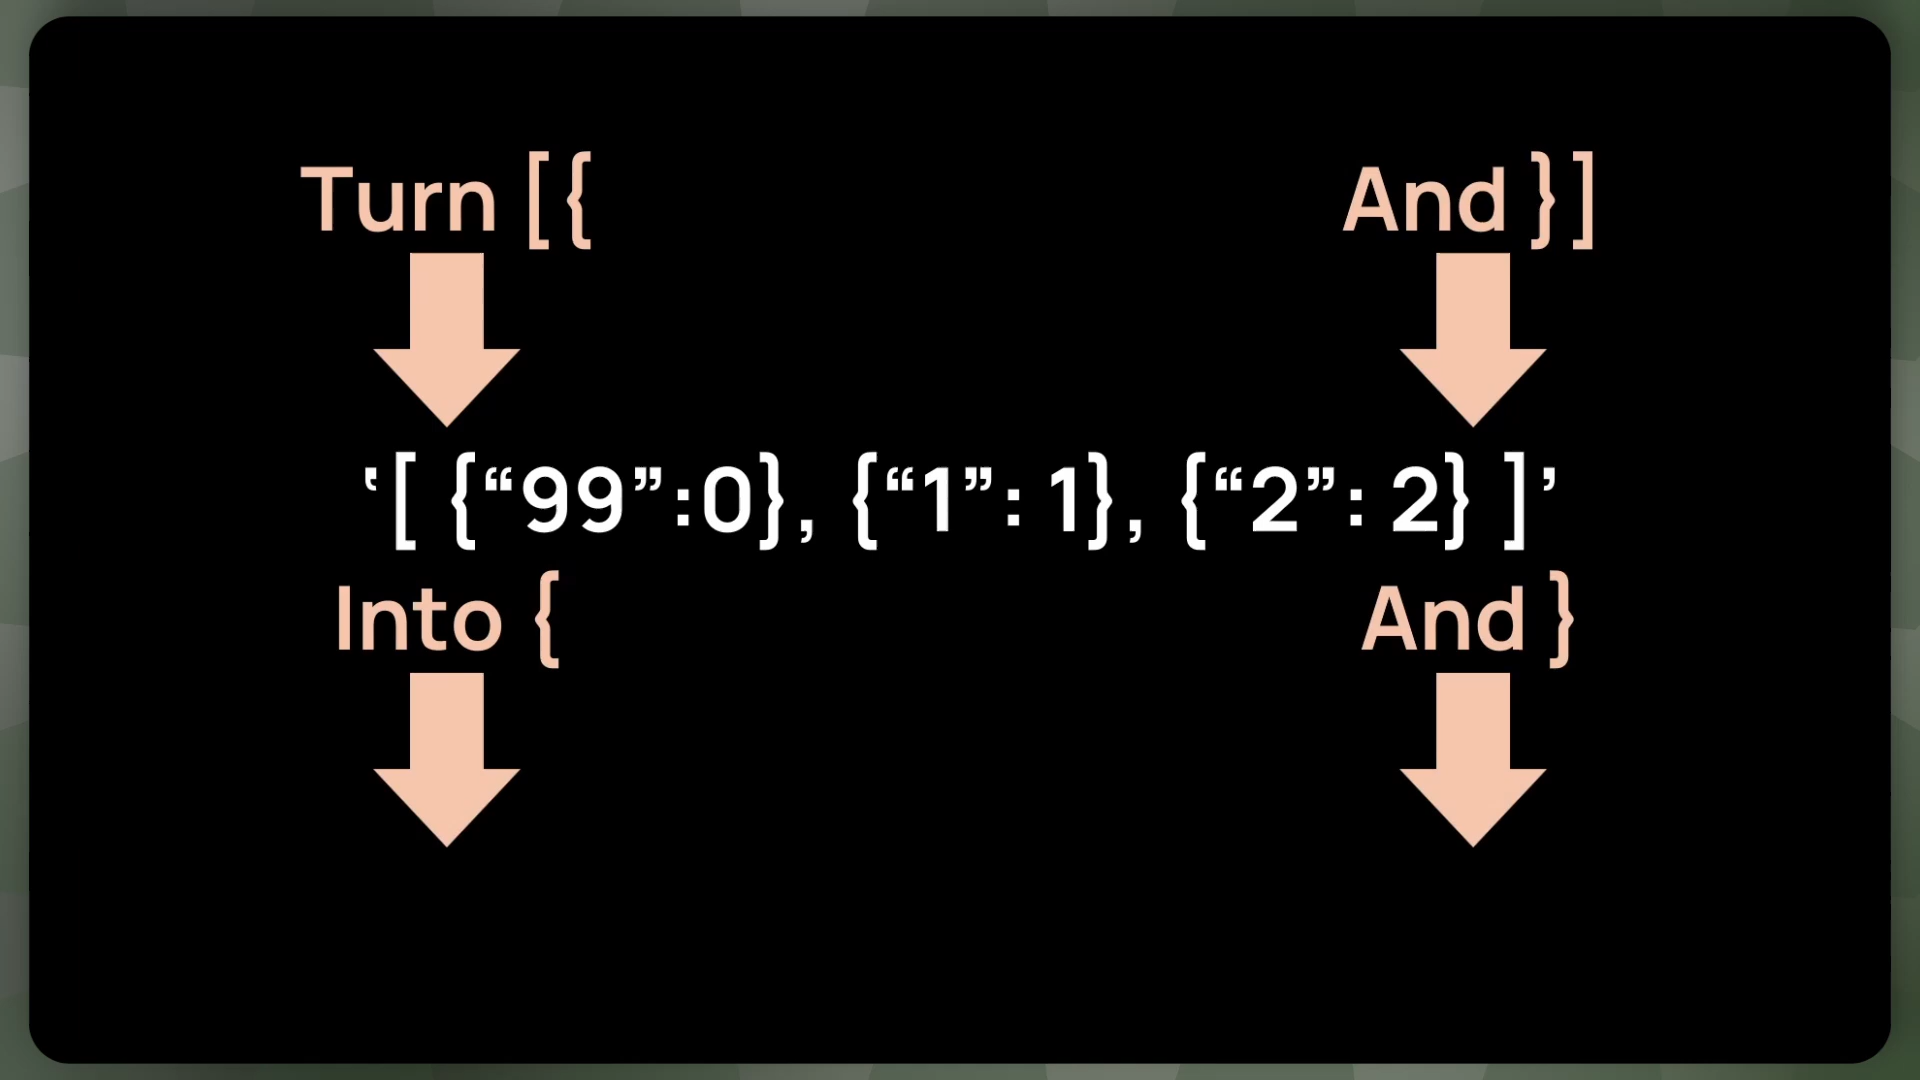 Turn [{ And }]
‘[ {“99”:0}, {“1”: 1}, {“2”: 2} ]’
Into { And }